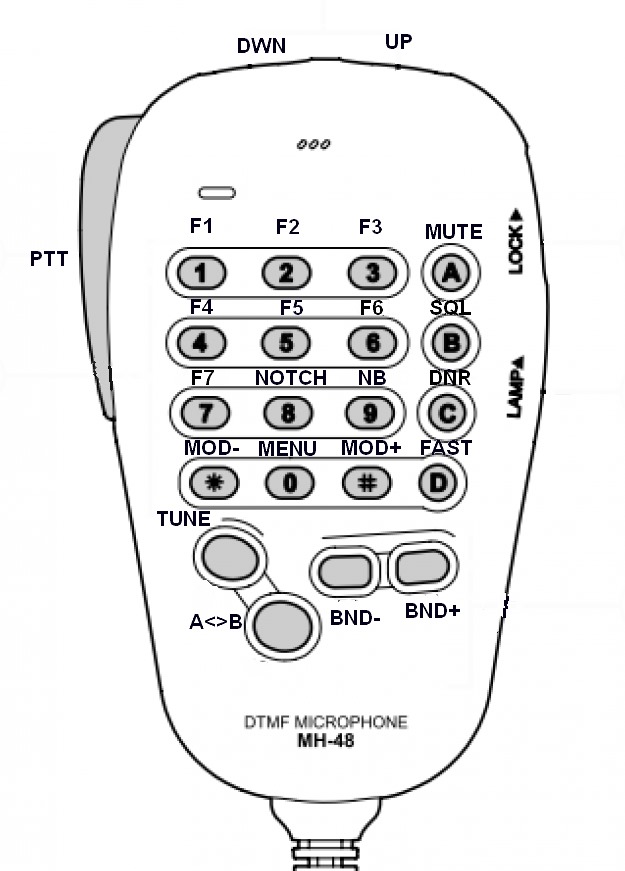 DWN UP
F1 F2 F3 MUTE
LOCK▶
PTT
1 2 3 A
F4 F5 F6 SQL
4 5 6 B
LAMP▶
F7 NOTCH NB DNR
7 8 9 C
MOD- MENU MOD+ FAST
* 0 # D
TUNE
A<>B BND- BND+
DTMF MICROPHONE
MH-48